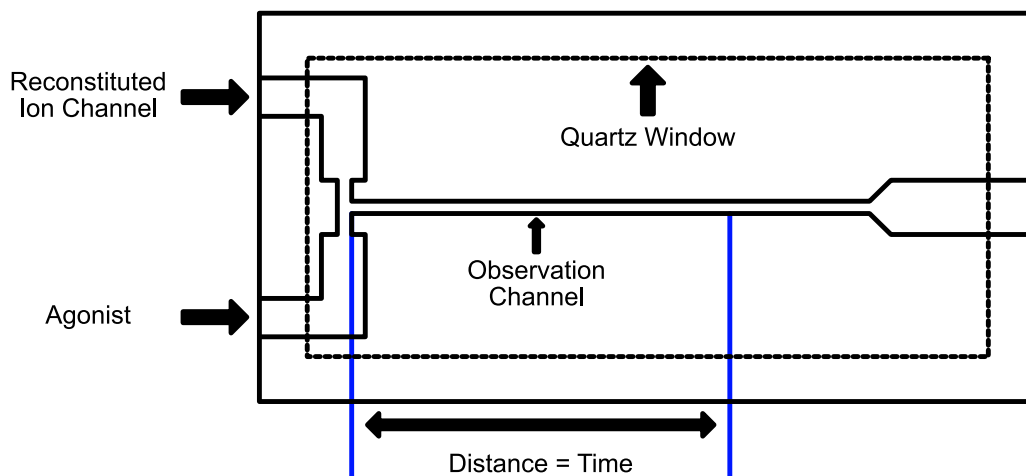 Reconstituted
Ion Channel
Quartz Window
Observation
Channel
Agonist
Distance = Time